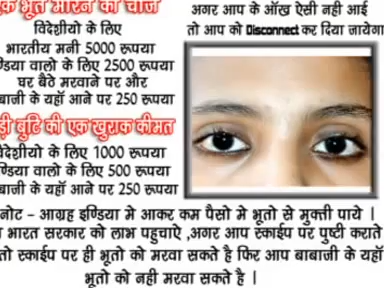 भूत मारने का चार्ज
विदेशीयो के लिए
भारतीय मनी 5000 रूपया
वालो के लिए 2500 रूपया
घर बैठे मरवाने पर और
बाबाजी के यहाँ आने पर 250 रूपया
बुटि की एक खुराक कीमत
के लिए 1000 रूपया
वालो के लिए 500 रूपया
के यहाँ आने पर 250 रूपया
अगर आप के आँख ऐसी नही आई
तो आप को Disconnect कर दिया जायेगा
नोट - आग्रह इण्डिया मे आकर कम पैसो मे भूतो से मुक्ती पाये |
भारत सरकार को लाभ पहुचाऐ ,अगर आप स्काईप पर पुष्टी कराते
तो स्काईप पर ही भूतो को मरवा सकते है फिर आप बाबाजी के यहाँ
भूतो को नही मरवा सकते है |